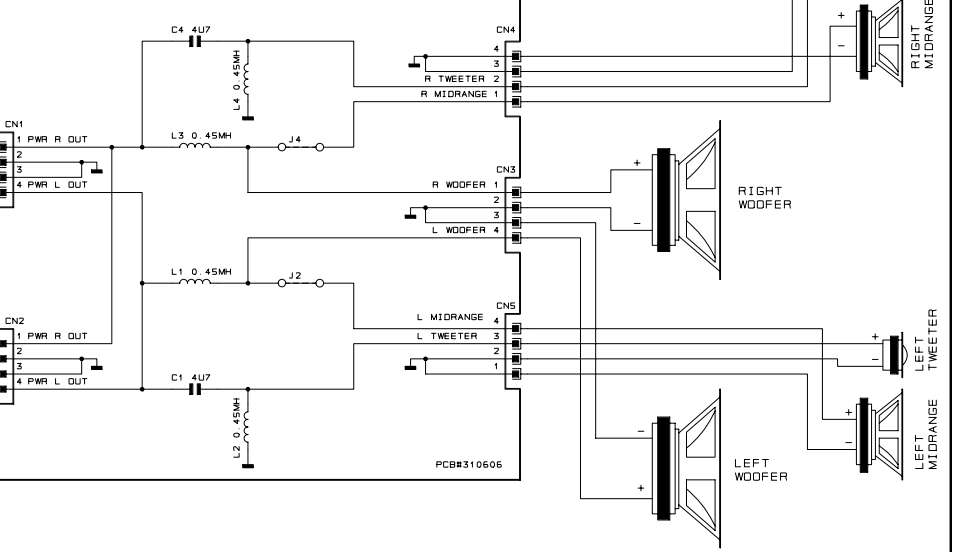 C4 4U7
CN4
4
3
R TWEETER 2
R MIDRANGE 1
L4 0.45MH
+
-
RIGHT
MIDRANGE
CN1
1 PWR R OUT
2
3
4 PWR L OUT
L3 0.45MH
J4
CN3
R WOOFER 1
2
3
L WOOFER 4
+
-
RIGHT
WOOFER
L1 0.45MH
J2
CN5
L MIDRANGE 4
L TWEETER 3
2
1
+
-
LEFT
TWEETER
CN2
1 PWR R OUT
2
3
4 PWR L OUT
C1 4U7
L2 0.45MH
+
-
LEFT
MIDRANGE
-
+
LEFT
WOOFER
PCB#310606